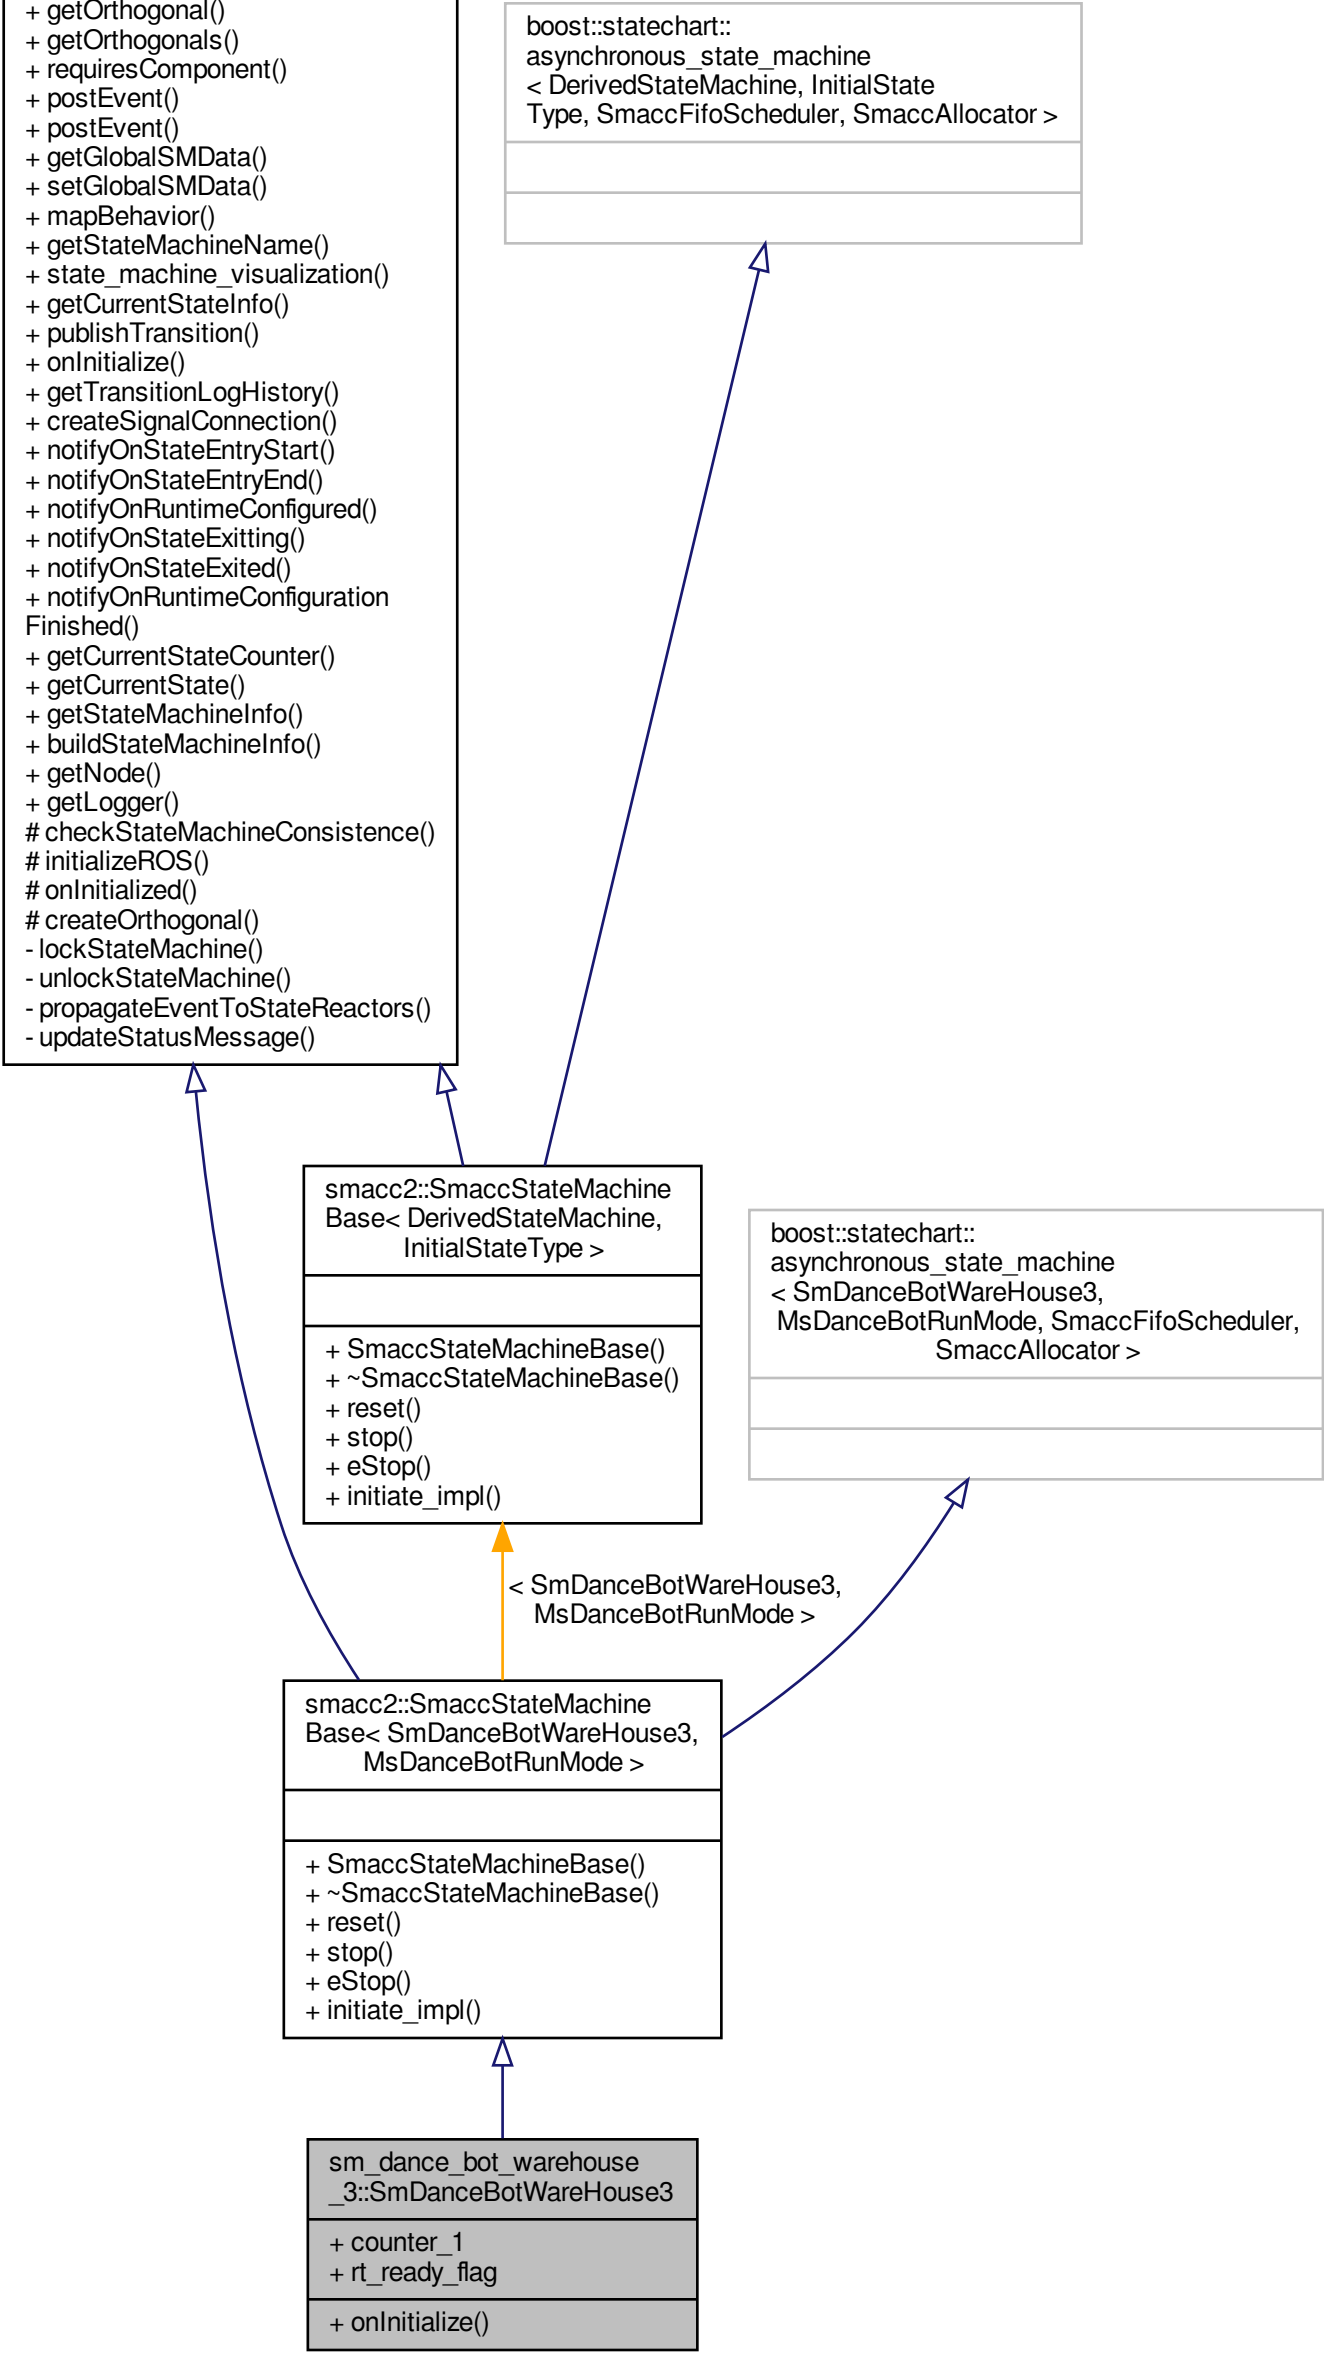 + getOrthogonal()
+ getOrthogonals()
+ requiresComponent()
+ postEvent()
+ postEvent()
+ getGlobalSMData()
+ setGlobalSMData()
+ mapBehavior()
+ getStateMachineName()
+ state_machine_visualization()
+ getCurrentStateInfo()
+ publishTransition()
+ onInitialize()
+ getTransitionLogHistory()
+ createSignalConnection()
+ notifyOnStateEntryStart()
+ notifyOnStateEntryEnd()
+ notifyOnRuntimeConfigured()
+ notifyOnStateExitting()
+ notifyOnStateExited()
+ notifyOnRuntimeConfiguration
Finished()
+ getCurrentStateCounter()
+ getCurrentState()
+ getStateMachineInfo()
+ buildStateMachineInfo()
+ getNode()
+ getLogger()
# checkStateMachineConsistence()
# initializeROS()
# onInitialized()
# createOrthogonal()
- lockStateMachine()
- unlockStateMachine()
- propagateEventToStateReactors()
- updateStatusMessage()
boost::statechart::
asynchronous_state_machine
< DerivedStateMachine, InitialState
Type, SmaccFifoScheduler, SmaccAllocator >
smacc2::SmaccStateMachine
Base< DerivedStateMachine,
InitialStateType >
+ SmaccStateMachineBase()
+ ~SmaccStateMachineBase()
+ reset()
+ stop()
+ eStop()
+ initiate_impl()
boost::statechart::
asynchronous_state_machine
< SmDanceBotWareHouse3,
MsDanceBotRunMode, SmaccFifoScheduler,
SmaccAllocator >
< SmDanceBotWareHouse3,
MsDanceBotRunMode >
smacc2::SmaccStateMachine
Base< SmDanceBotWareHouse3,
MsDanceBotRunMode >
+ SmaccStateMachineBase()
+ ~SmaccStateMachineBase()
+ reset()
+ stop()
+ eStop()
+ initiate_impl()
sm_dance_bot_warehouse
_3::SmDanceBotWareHouse3
+ counter_1
+ rt_ready_flag
+ onInitialize()